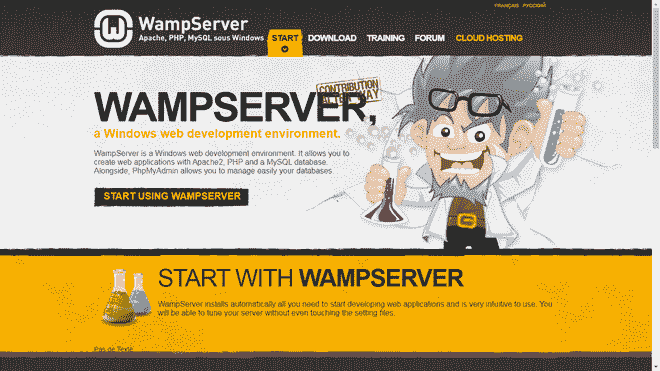 FRANÇAIS РУССКИЙ
WampServer
Apache, PHP, MySQL sous Windows
START DOWNLOAD TRAINING FORUM CLOUD HOSTING
CONTRIBUTION
WAMPSERVER,
a Windows web development environment.
WampServer is a Windows web development environment. It allows you to
create web applications with Apache2, PHP and a MySQL database.
Alongside, PhpMyAdmin allows you to manage easily your databases.
START USING WAMPSERVER
START WITH WAMPSERVER
WampServer installs automatically all you need to start developing web applications and is very intuitive to use. You
will be able to tune your server without even touching the setting files.
Pas de Texte